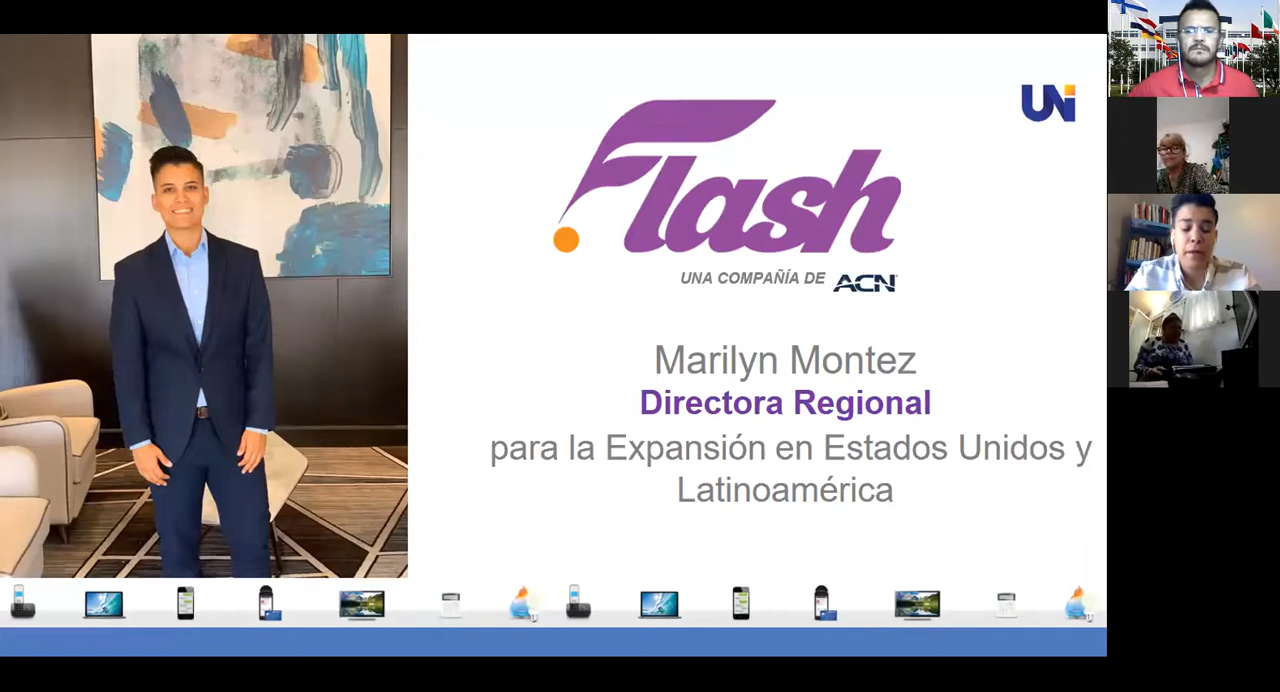 UNi
Flash
UNA COMPAÑÍA DE ACN
Marilyn Montez
Directora Regional
para la Expansión en Estados Unidos y
Latinoamérica